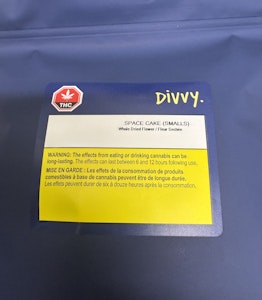 THC
Divvy.
SPACE CAKE (SMALLS)
Whole Dried Flower / Fleur Séchée
WARNING: The effects from eating or drinking cannabis can be
long-lasting. The effects can last between 6 and 12 hours following use.
MISE EN GARDE : Les effets de la consommation de produits
comestibles à base de cannabis peuvent être de longue durée.
Les effets peuvent durer de six à douze heures après la consommation.